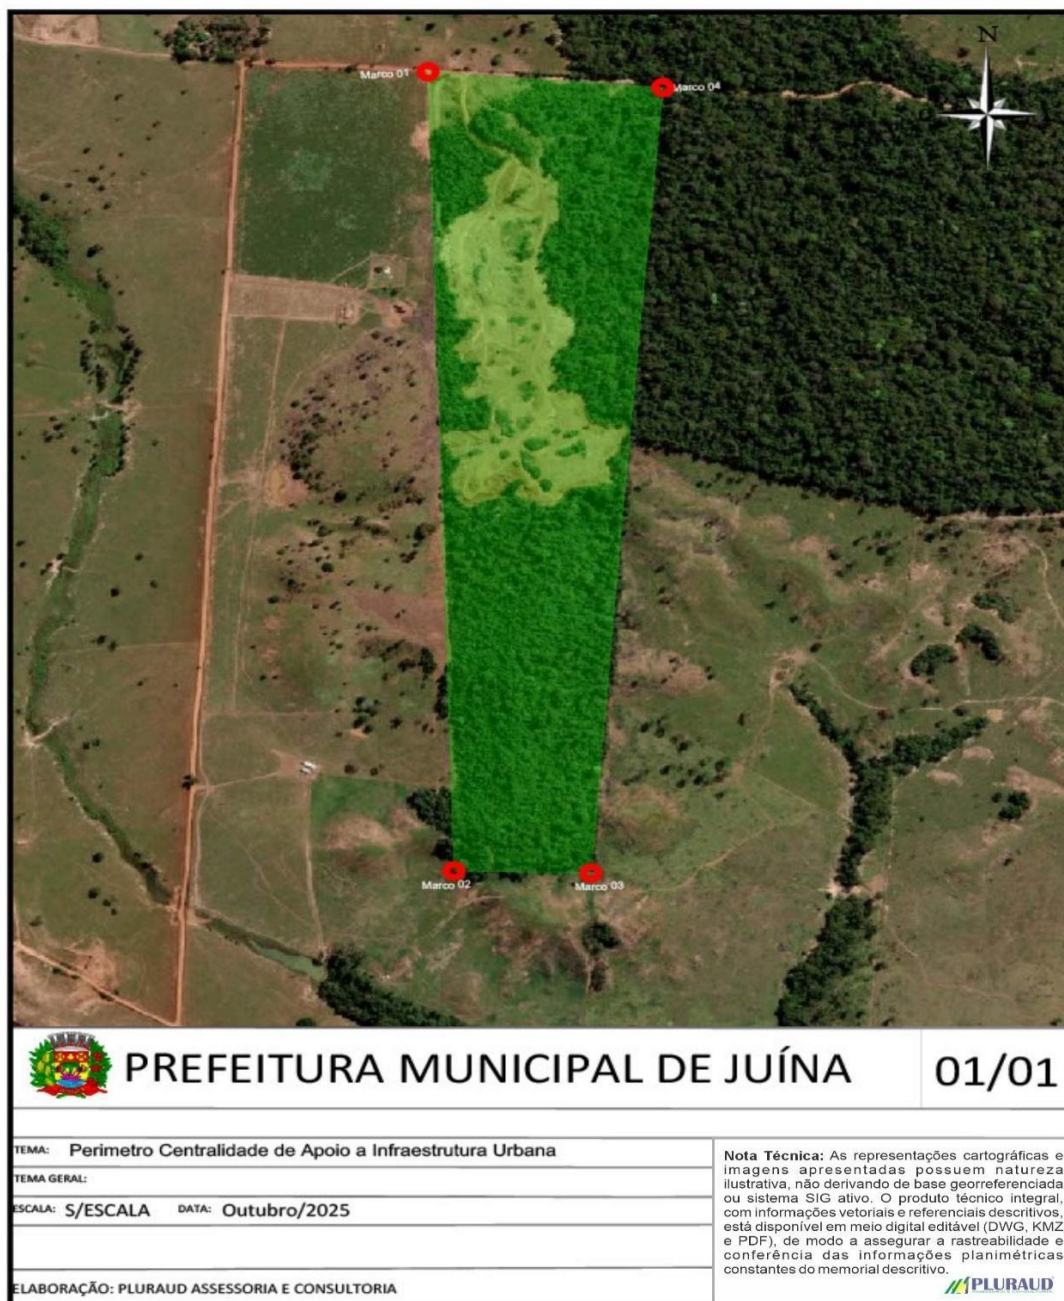 N
Marco 01
Marco 04
Marco 02
Marco 03
PREFEITURA MUNICIPAL DE JUÍNA
01/01
TEMA: Perimetro Centralidade de Apoio a Infraestrutura Urbana
TEMA GERAL:
ESCALA: S/ESCALA DATA: Outubro/2025
ELABORAÇÃO: PLURAUD ASSESSORIA E CONSULTORIA
Nota Técnica: As representações cartográficas e
imagens apresentadas possuem natureza
ilustrativa, não derivando de base georreferenciada
ou sistema SIG ativo. O produto técnico integral,
com informações vetoriais e referenciais descritivos,
está disponível em meio digital editável (DWG, KMZ
e PDF), de modo a assegurar a rastreabilidade e
conferência das informações planimétricas
constantes do memorial descritivo.
PLURAUD